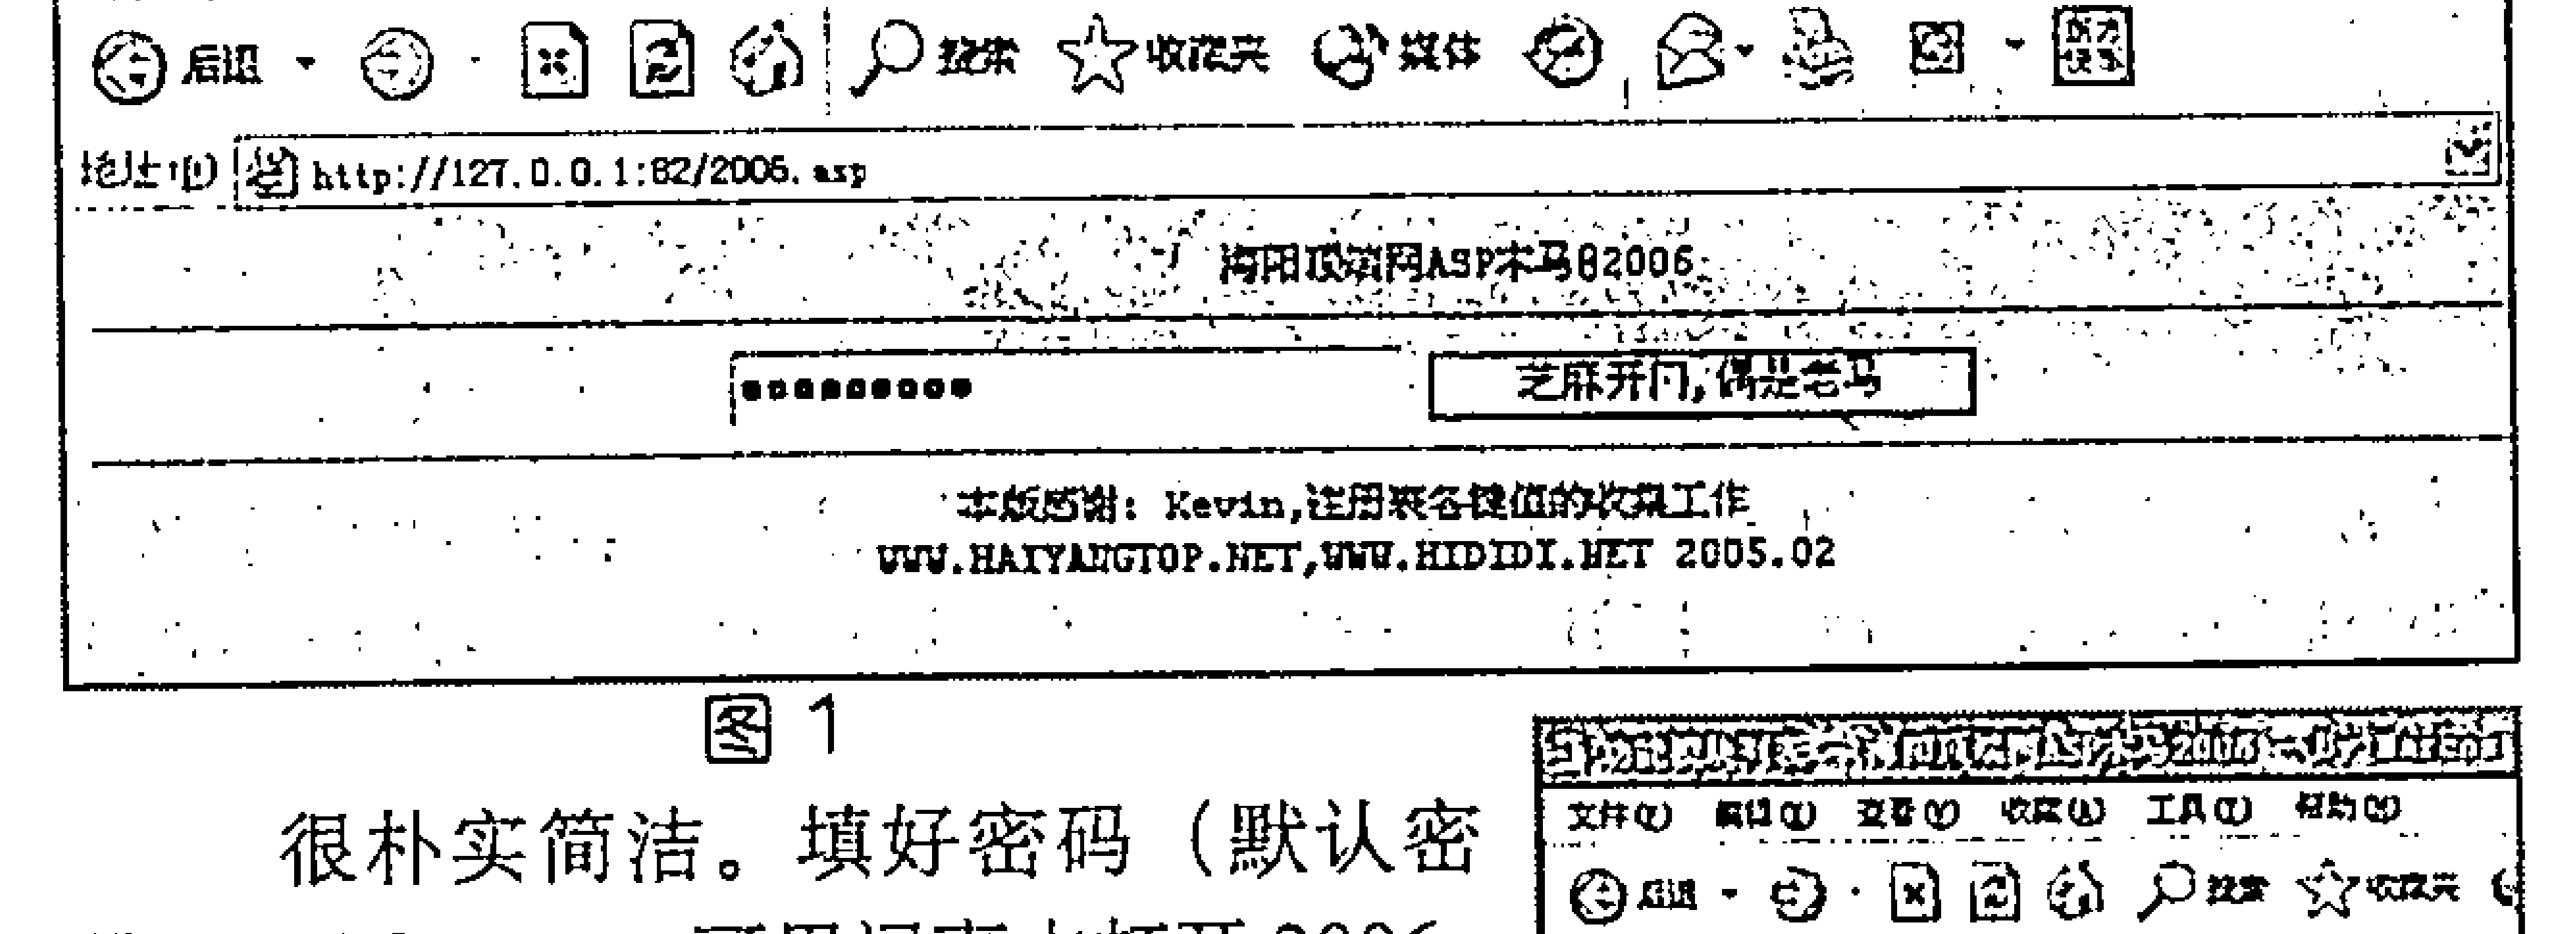 后退 搜索 收藏夹 媒体
地址(D) http://127.0.0.1:82/2006.asp
海阳顶端网ASP木马@2006
芝麻开门,偶是老马
本版感谢: Kevin,注册表各键值的收集工作
WWW.HAIYANGTOP.NET,WWW.HIDIDI.NET 2005.02
图 1
很朴实简洁。填好密码（默认密
文件(F) 编辑(E) 查看(V) 收藏(A) 工具(T) 帮助(H)
后退 搜索 收藏夹